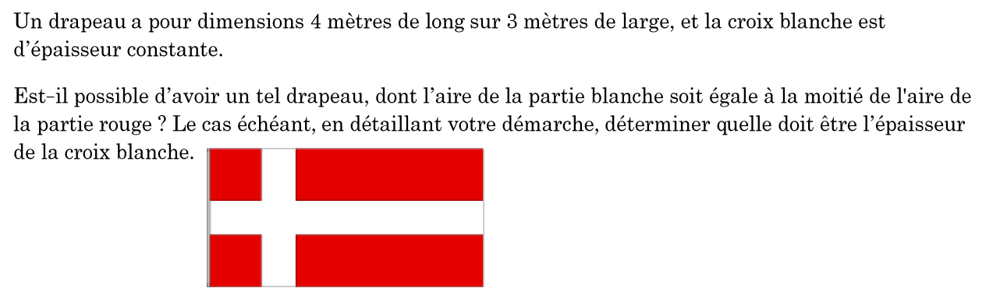 Un drapeau a pour dimensions 4 mètres de long sur 3 mètres de large, et la croix blanche est
d’épaisseur constante.
Est-il possible d’avoir un tel drapeau, dont l’aire de la partie blanche soit égale à la moitié de l'aire de
la partie rouge ? Le cas échéant, en détaillant votre démarche, déterminer quelle doit être l’épaisseur
de la croix blanche.